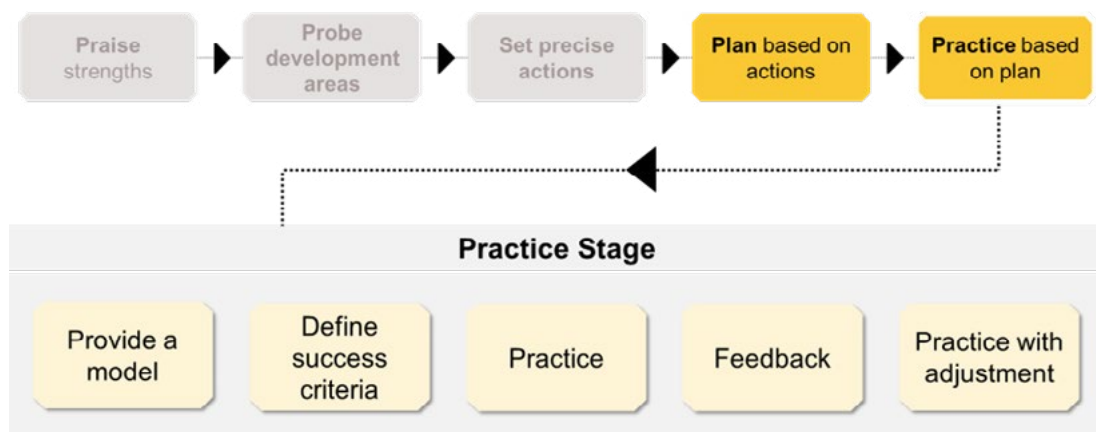 Praise
strengths
Probe
development
areas
Set precise
actions
Plan based on
actions
Practice based
on plan
Practice Stage
Provide a
model
Define
success
criteria
Practice
Feedback
Practice with
adjustment